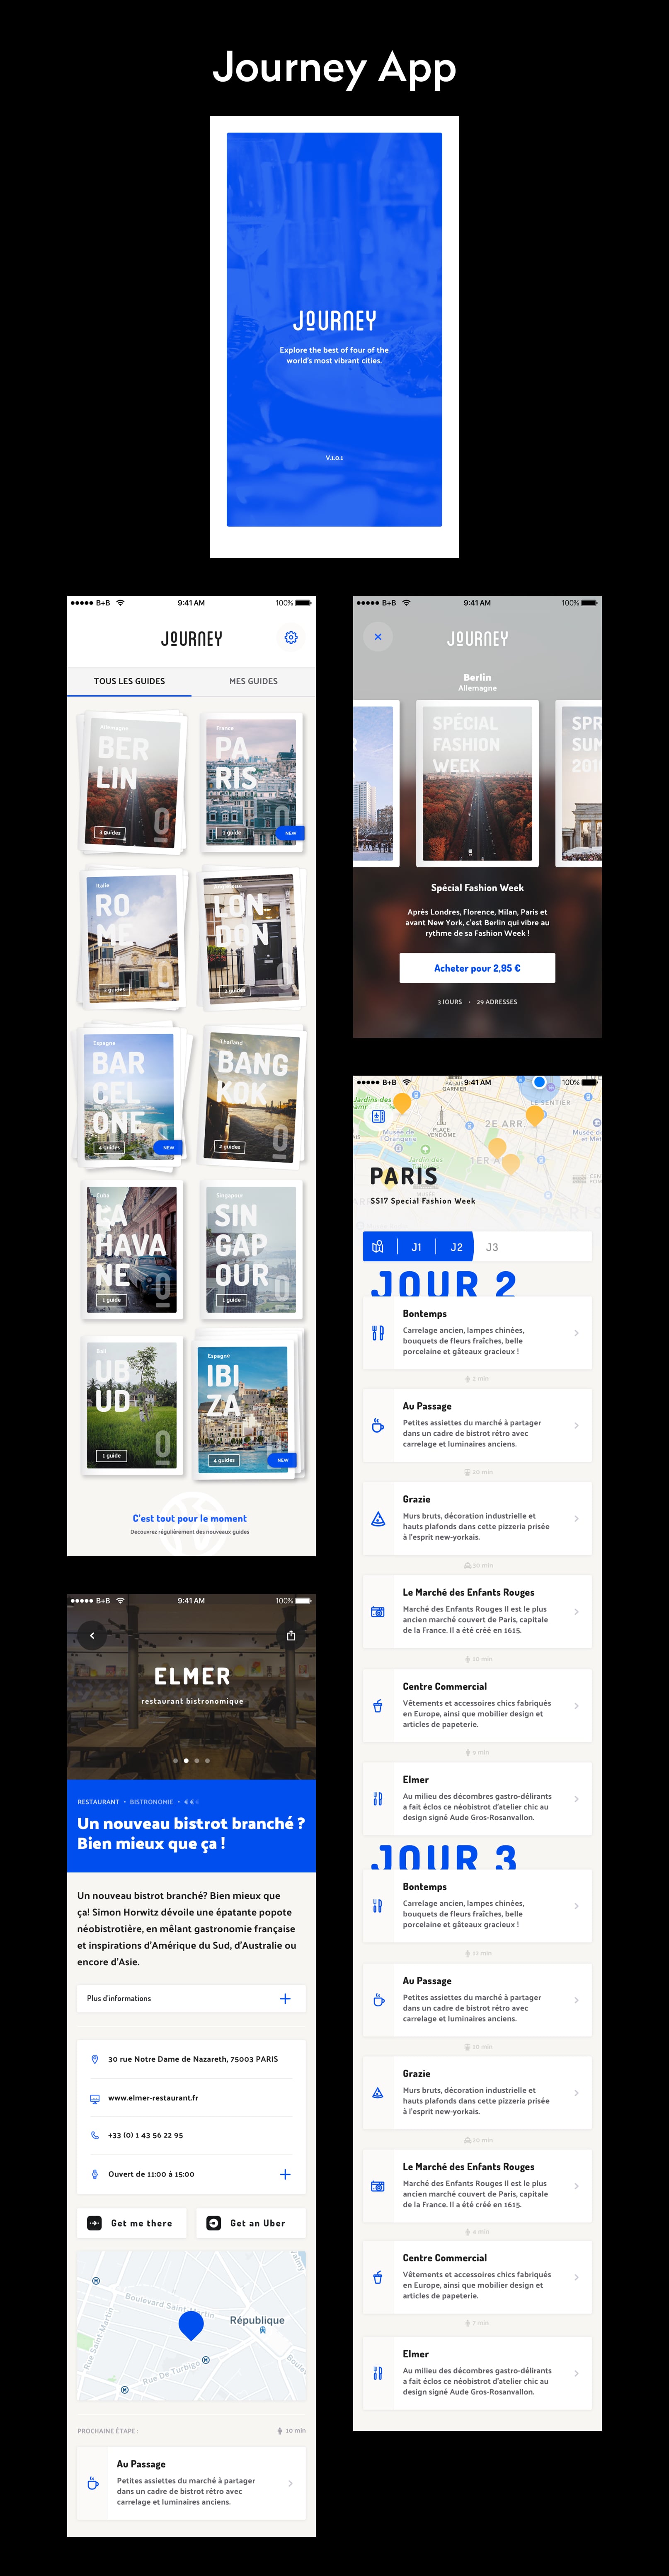 Journey App
JOURNEY
Explore the best of four of the
world's most vibrant cities.
V.1.0.1
B+B 9:41 AM 100%
JOURNEY
TOUS LES GUIDES MES GUIDES
Allemagne
BER
LIN
3 guides
France
PA
RIS
1 guide
NEW
Italie
RO
ME
3 guides
LON
DON
3 guides
Espagne
BAR
CEL
ONE
4 guides
NEW
Thaïland
BANG
KOK
2 guides
Cuba
LA
HAVA
NE
1 guide
Singapour
SIN
GAP
OUR
1 guide
Bali
UB
UD
1 guide
Espagne
IBI
ZA
4 guides
NEW
C'est tout pour le moment
Decouvrez régulièrement des nouveaux guides
B+B 9:41 AM 100%
ELMER
restaurant bistronomique
RESTAURANT • BISTRONOMIE • € € €
Un nouveau bistrot branché ?
Bien mieux que ça !
Un nouveau bistrot branché? Bien mieux que
ça! Simon Horwitz dévoile une épatante popote
néobistrotière, en mêlant gastronomie française
et inspirations d'Amérique du Sud, d'Australie ou
encore d'Asie.
Plus d'informations
30 rue Notre Dame de Nazareth, 75003 PARIS
www.elmer-restaurant.fr
+33 (0) 1 43 56 22 95
Ouvert de 11:00 à 15:00
Get me there Get an Uber
Boulevard Saint-Martin
République
Rue Saint-Martin
Rue De Turbigo
PROCHAINE ÉTAPE : 10 min
Au Passage
Petites assiettes du marché à partager
dans un cadre de bistrot rétro avec
carrelage et luminaires anciens.
B+B 9:41 AM 100%
JOURNEY
Berlin
Allemagne
SPÉCIAL
FASHION
WEEK
SPR
SUM
201
Spécial Fashion Week
Après Londres, Florence, Milan, Paris et
avant New York, c'est Berlin qui vibre au
rythme de sa Fashion Week !
Acheter pour 2,95 €
3 JOURS • 29 ADRESSES
B+B 9:41 AM 100%
PALAIS
GARNIER
LE SENTIER
Jardins des
PLACE
VENDÔME
2E ARR.
Musée de
l'Orangerie
Musée d
Jardin des
1ER A
PARIS
SS17 Special Fashion Week
J1 J2 J3
JOUR 2
Bontemps
Carrelage ancien, lampes chinées,
bouquets de fleurs fraîches, belle
porcelaine et gâteaux gracieux !
2 min
Au Passage
Petites assiettes du marché à partager
dans un cadre de bistrot rétro avec
carrelage et luminaires anciens.
20 min
Grazie
Murs bruts, décoration industrielle et
hauts plafonds dans cette pizzeria prisée
à l'esprit new-yorkais.
20 min
Le Marché des Enfants Rouges
Marché des Enfants Rouges Il est le plus
ancien marché couvert de Paris, capitale
de la France. Il a été créé en 1615.
10 min
Centre Commercial
Vêtements et accessoires chics fabriqués
en Europe, ainsi que mobilier design et
articles de papeterie.
9 min
Elmer
Au milieu des décombres gastro-délirants
a fait éclos ce néobistrot d'atelier chic au
design signé Aude Gros-Rosanvallon.
JOUR 3
Bontemps
Carrelage ancien, lampes chinées,
bouquets de fleurs fraîches, belle
porcelaine et gâteaux gracieux !
12 min
Au Passage
Petites assiettes du marché à partager
dans un cadre de bistrot rétro avec
carrelage et luminaires anciens.
10 min
Grazie
Murs bruts, décoration industrielle et
hauts plafonds dans cette pizzeria prisée
à l'esprit new-yorkais.
20 min
Le Marché des Enfants Rouges
Marché des Enfants Rouges Il est le plus
ancien marché couvert de Paris, capitale
de la France. Il a été créé en 1615.
4 min
Centre Commercial
Vêtements et accessoires chics fabriqués
en Europe, ainsi que mobilier design et
articles de papeterie.
7 min
Elmer
Au milieu des décombres gastro-délirants
a fait éclos ce néobistrot d'atelier chic au
design signé Aude Gros-Rosanvallon.